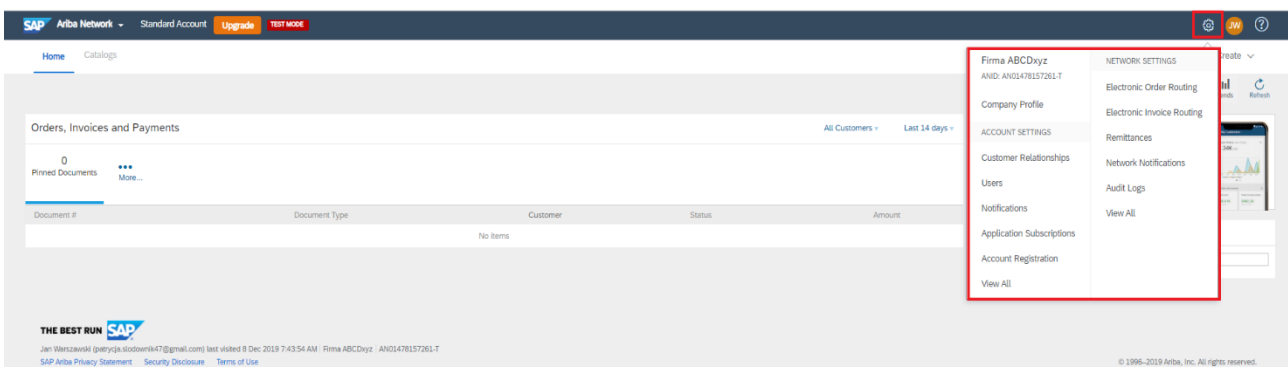 SAP Ariba Network Standard Account Upgrade TEST MODE JW ?
Home Catalogs Create
Firma ABCDxyz
ANID: AN01478157261-T
Company Profile
ACCOUNT SETTINGS
Customer Relationships
Users
Notifications
Application Subscriptions
Account Registration
View All
NETWORK SETTINGS
Electronic Order Routing
Electronic Invoice Routing
Remittances
Network Notifications
Audit Logs
View All
Refresh
Orders, Invoices and Payments All Customers Last 14 days
0
Pinned Documents
More...
Document # Document Type Customer Status Amount
No items
THE BEST RUN SAP
Jan Warszawski (patrycja.slodownik47@gmail.com) last visited 8 Dec 2019 7:43:54 AM Firma ABCDxyz AN01478157261-T
SAP Ariba Privacy Statement Security Disclosure Terms of Use
© 1996–2019 Ariba, Inc. All rights reserved.